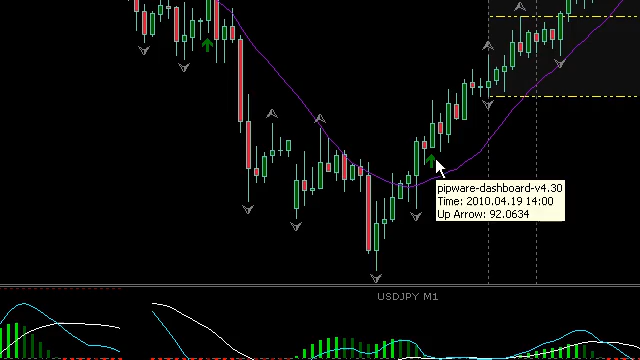 pipware-dashboard-v4.30
Time: 2010.04.19 14:00
Up Arrow: 92.0634
USDJPY M1